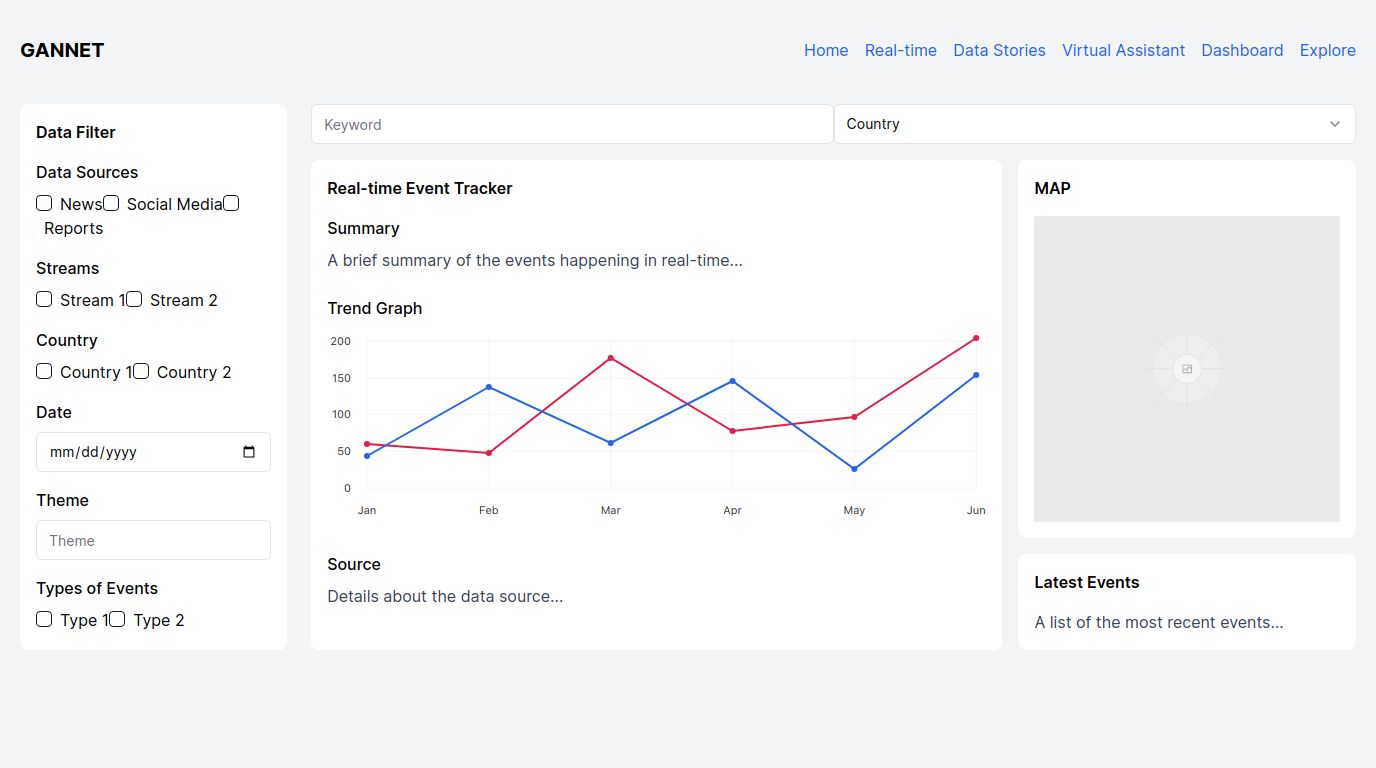 GANNET
Home Real-time Data Stories Virtual Assistant Dashboard Explore
Data Filter
Data Sources
News Social Media
Reports
Streams
Stream 1 Stream 2
Country
Country 1 Country 2
Date
mm/dd/yyyy
Theme
Theme
Types of Events
Type 1 Type 2
Keyword
Country
Real-time Event Tracker
Summary
A brief summary of the events happening in real-time...
Trend Graph
200
150
100
50
0
Jan Feb Mar Apr May Jun
Source
Details about the data source...
MAP
Latest Events
A list of the most recent events...